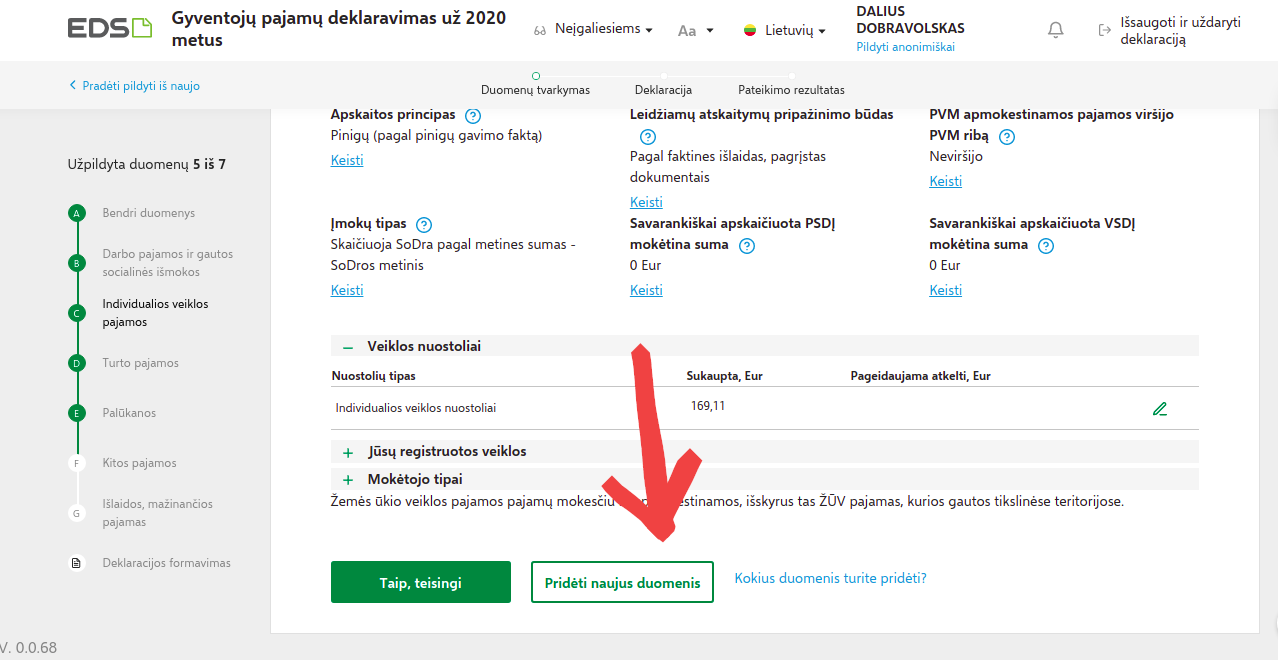 EDS
Gyventojų pajamų deklaravimas už 2020
metus
Neįgaliesiems
Aa
Lietuvių
DALIUS
DOBRAVOLSKAS
Pildyti anonimiškai
Išsaugoti ir uždaryti
deklaraciją
Pradėti pildyti iš naujo
Duomenų tvarkymas
Deklaracija
Pateikimo rezultatas
Užpildyta duomenų 5 iš 7
A Bendri duomenys
B Darbo pajamos ir gautos
socialinės išmokos
C Individualios veiklos
pajamos
D Turto pajamos
E Palūkanos
F Kitos pajamos
G Išlaidos, mažinančios
pajamas
Deklaracijos formavimas
V. 0.0.68
Apskaitos principas ?
Pinigų (pagal pinigų gavimo faktą)
Keisti
Leidžiamų atskaitymų pripažinimo būdas
?
Pagal faktines išlaidas, pagrįstas
dokumentais
Keisti
PVM apmokestinamos pajamos viršijo
PVM ribą ?
Neviršijo
Keisti
Įmokų tipas ?
Skaičiuoja SoDra pagal metines sumas -
SoDros metinis
Keisti
Savarankiškai apskaičiuota PSDĮ
mokėtina suma ?
0 Eur
Keisti
Savarankiškai apskaičiuota VSDĮ
mokėtina suma ?
0 Eur
Keisti
Veiklos nuostoliai
Nuostolių tipas Sukaupta, Eur Pageidaujama atkelti, Eur
Individualios veiklos nuostoliai 169,11
Jūsų registruotos veiklos
Mokėtojo tipai
Žemės ūkio veiklos pajamos pajamų mokesčiu išskyrus tas ŽŪV pajamas, kurios gautos tikslinėse teritorijose.
Taip, teisingi
Pridėti naujus duomenis
Kokius duomenis turite pridėti?